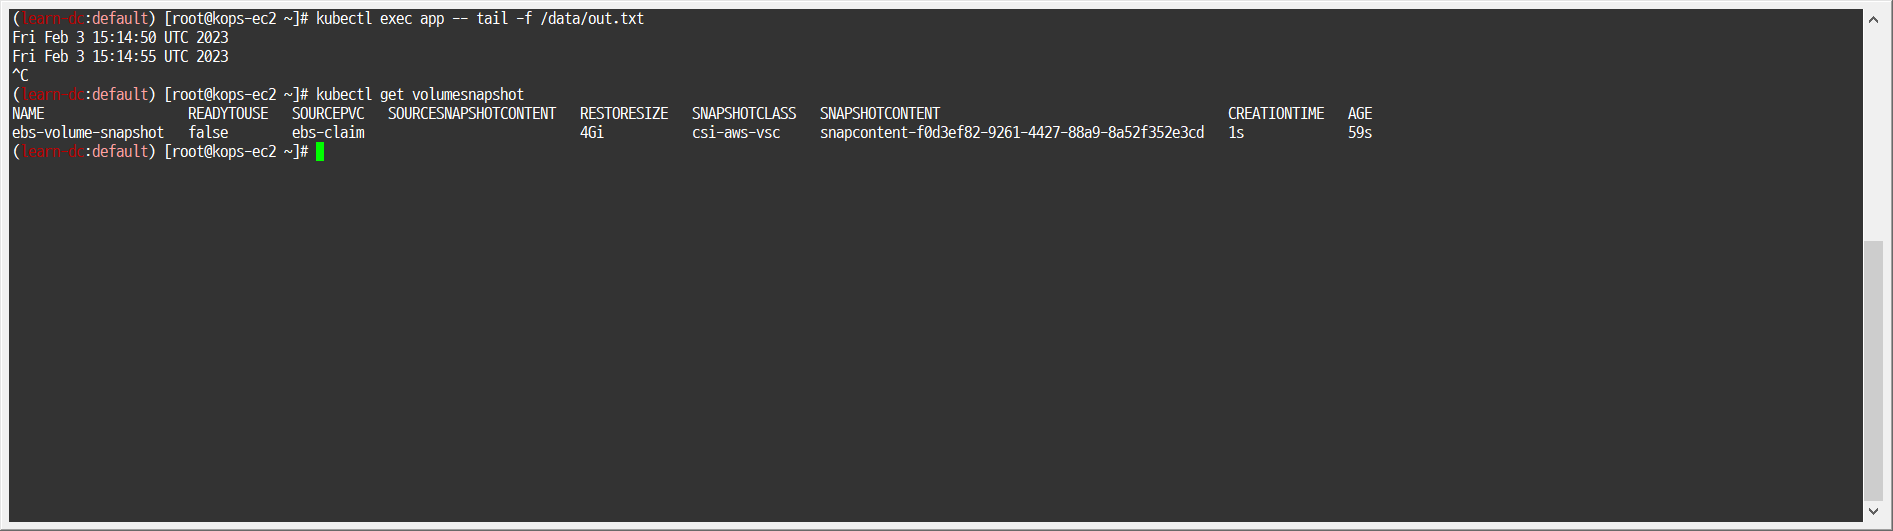 (learn-dc:default) [root@kops-ec2 ~]# kubectl exec app -- tail -f /data/out.txt
Fri Feb 3 15:14:50 UTC 2023
Fri Feb 3 15:14:55 UTC 2023
^C
(learn-dc:default) [root@kops-ec2 ~]# kubectl get volumesnapshot
NAME READYTOUSE SOURCEPVC SOURCESNAPSHOTCONTENT RESTORESIZE SNAPSHOTCLASS SNAPSHOTCONTENT CREATIONTIME AGE
ebs-volume-snapshot false ebs-claim 4Gi csi-aws-vsc snapcontent-f0d3ef82-9261-4427-88a9-8a52f352e3cd 1s 59s
(learn-dc:default) [root@kops-ec2 ~]#